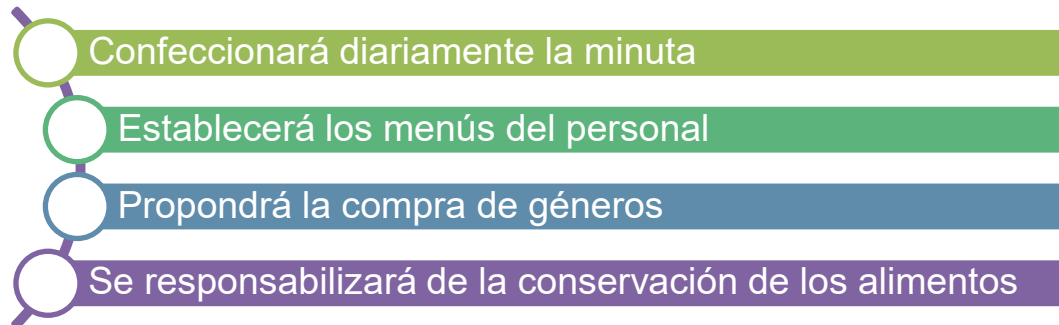 Confeccionará diariamente la minuta
Establecerá los menús del personal
Propondrá la compra de géneros
Se responsabilizará de la conservación de los alimentos